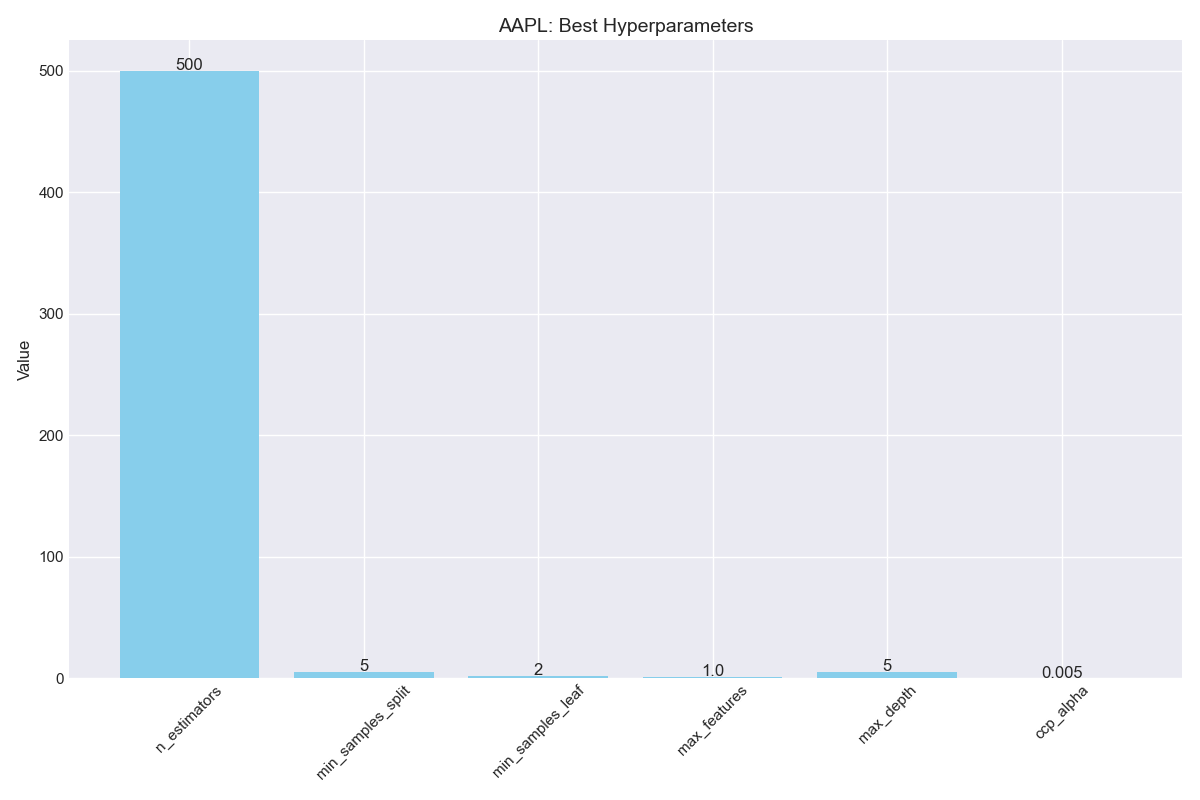 AAPL: Best Hyperparameters
Value
500
400
300
200
100
0
500
5
2
1.0
5
0.005
n_estimators
min_samples_split
min_samples_leaf
max_features
max_depth
ccp_alpha